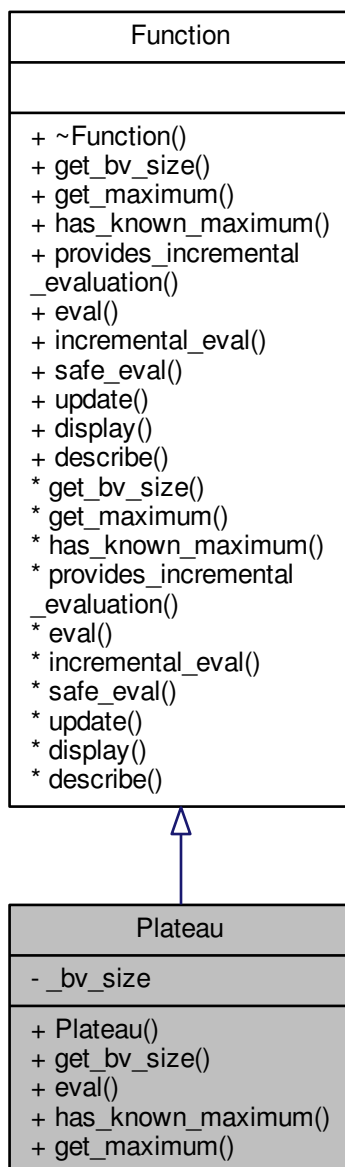 Function
+ ~Function()
+ get_bv_size()
+ get_maximum()
+ has_known_maximum()
+ provides_incremental
_evaluation()
+ eval()
+ incremental_eval()
+ safe_eval()
+ update()
+ display()
+ describe()
* get_bv_size()
* get_maximum()
* has_known_maximum()
* provides_incremental
_evaluation()
* eval()
* incremental_eval()
* safe_eval()
* update()
* display()
* describe()
Plateau
- _bv_size
+ Plateau()
+ get_bv_size()
+ eval()
+ has_known_maximum()
+ get_maximum()